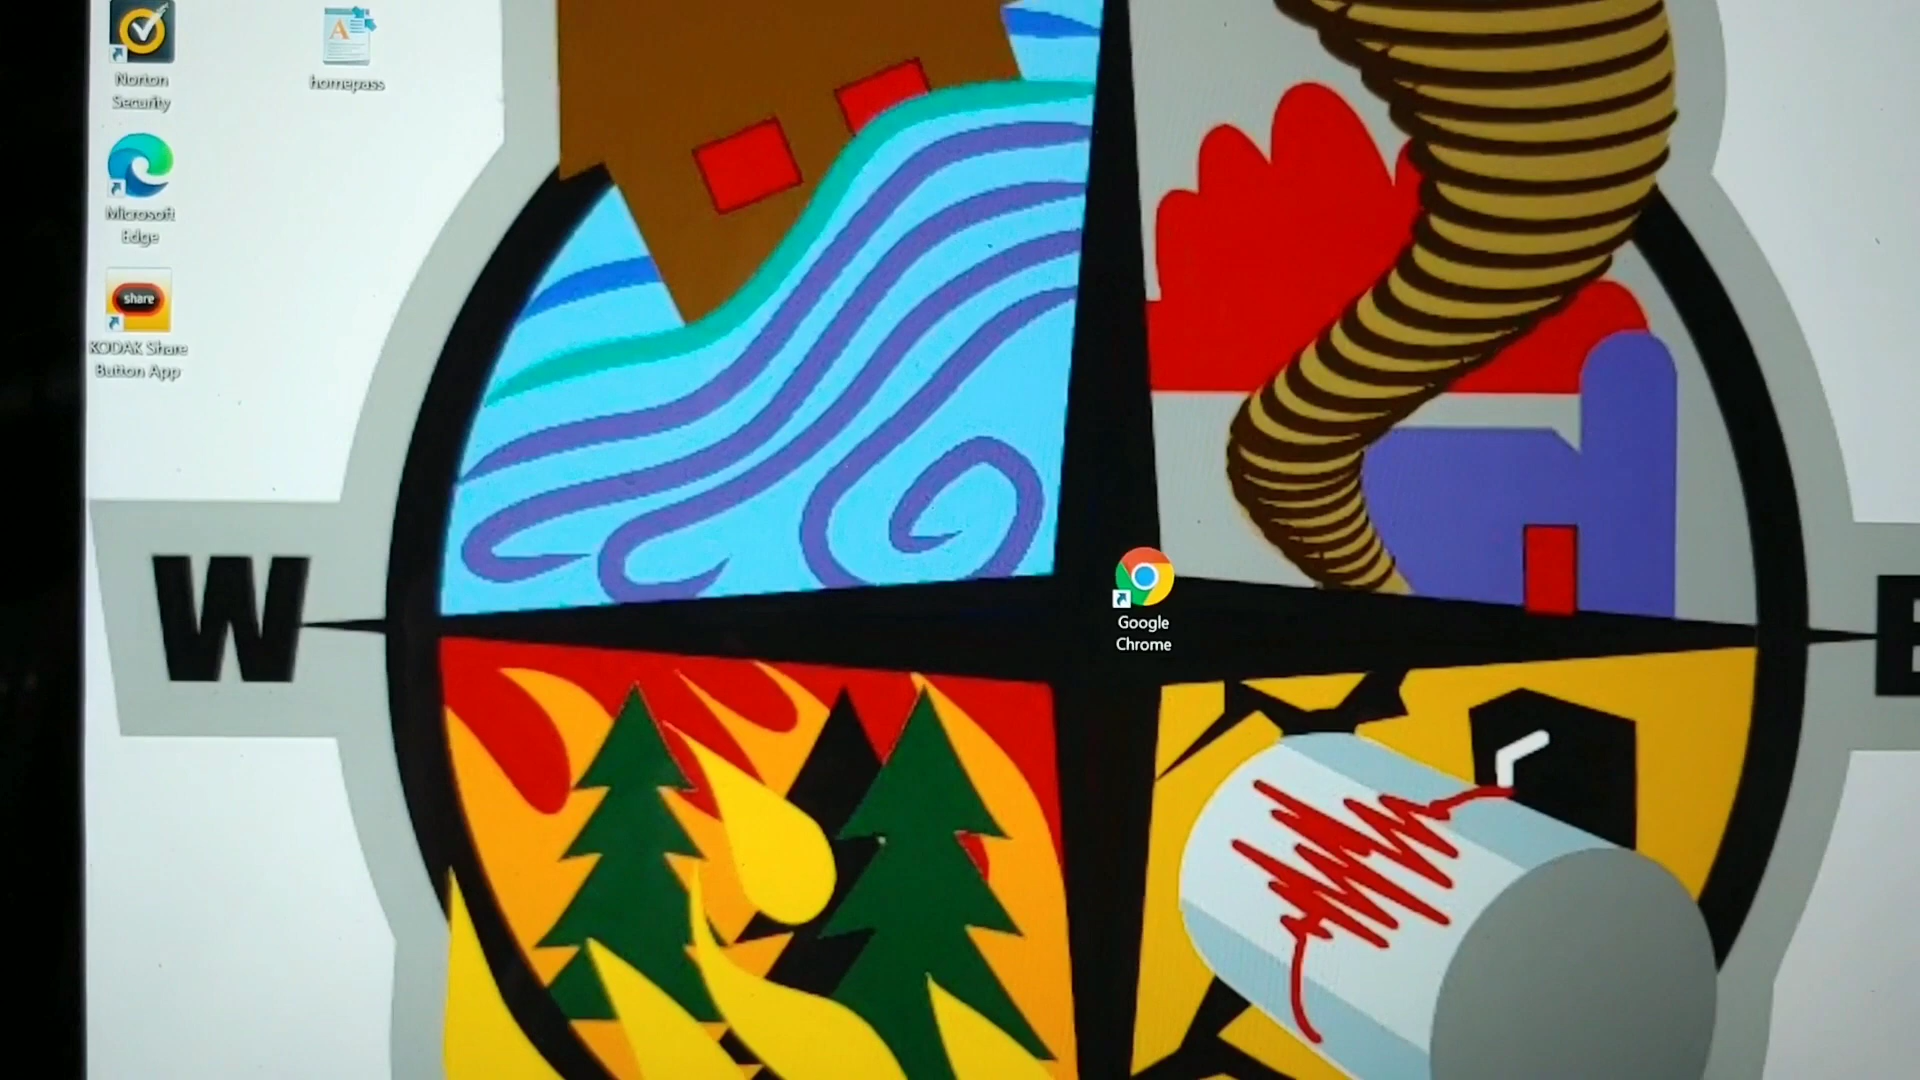 Norton
Security
homepass
Microsoft
Edge
share
KODAK Share
Button App
W
E
Google
Chrome